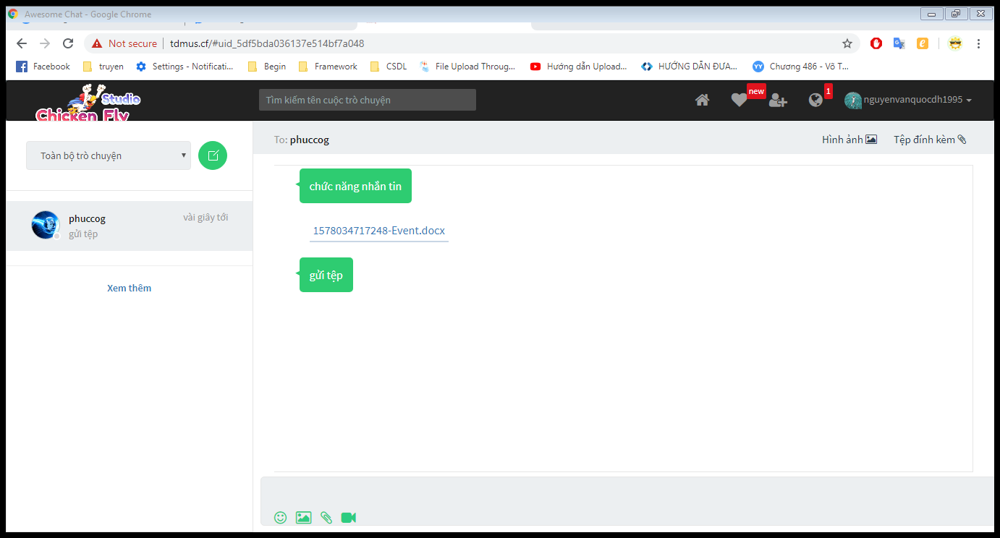 Awesome Chat - Google Chrome
Not secure | tdmus.cf/#uid_5df5bda036137e514bf7a048
Facebook truyen Settings - Notificati... Begin Framework CSDL File Upload Throug... Hướng dẫn Upload... HƯỚNG DẪN ĐƯA... YY Chương 486 - Võ T...
Studio
Chicken Fly
Tìm kiếm tên cuộc trò chuyện
new
1
nguyenvanquocdh1995
Toàn bộ trò chuyện
To: phuccog
Hình ảnh
Tệp đính kèm
phuccog
vài giây tới
gửi tệp
Xem thêm
chức năng nhắn tin
1578034717248-Event.docx
gửi tệp